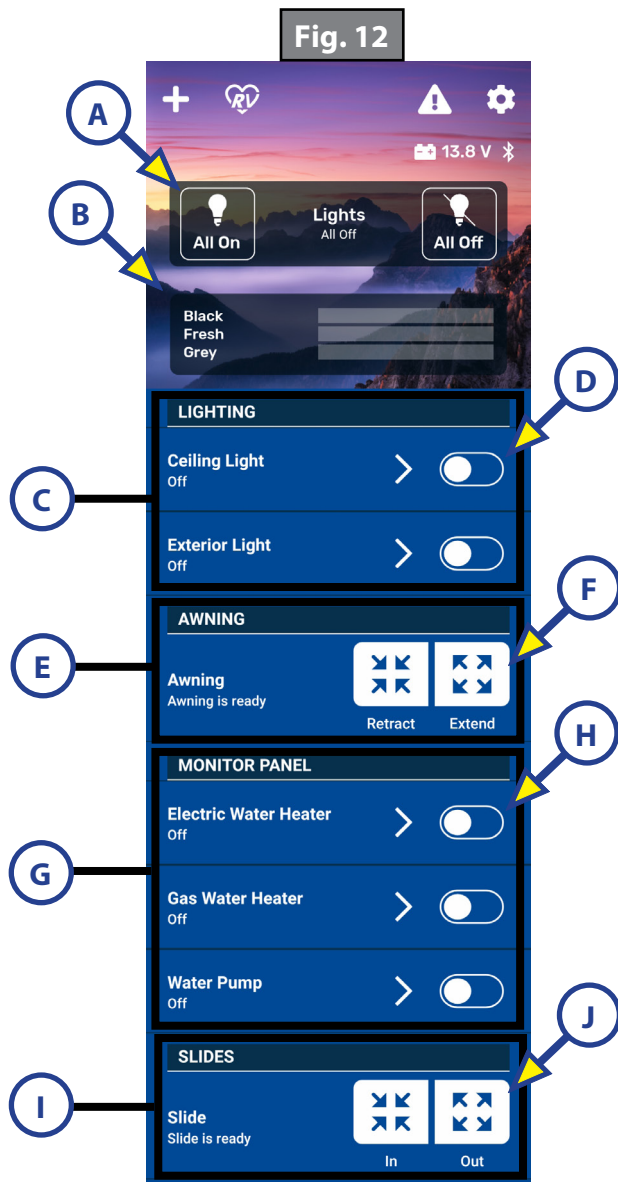 Fig. 12
RV
13.8 V
A
Lights
All On
All Off
All Off
B
Black
Fresh
Grey
D
LIGHTING
Ceiling Light
Off
C
Exterior Light
Off
F
AWNING
E
Awning
Awning is ready
Retract
Extend
H
MONITOR PANEL
Electric Water Heater
Off
G
Gas Water Heater
Off
Water Pump
Off
J
SLIDES
I
Slide
Slide is ready
In
Out